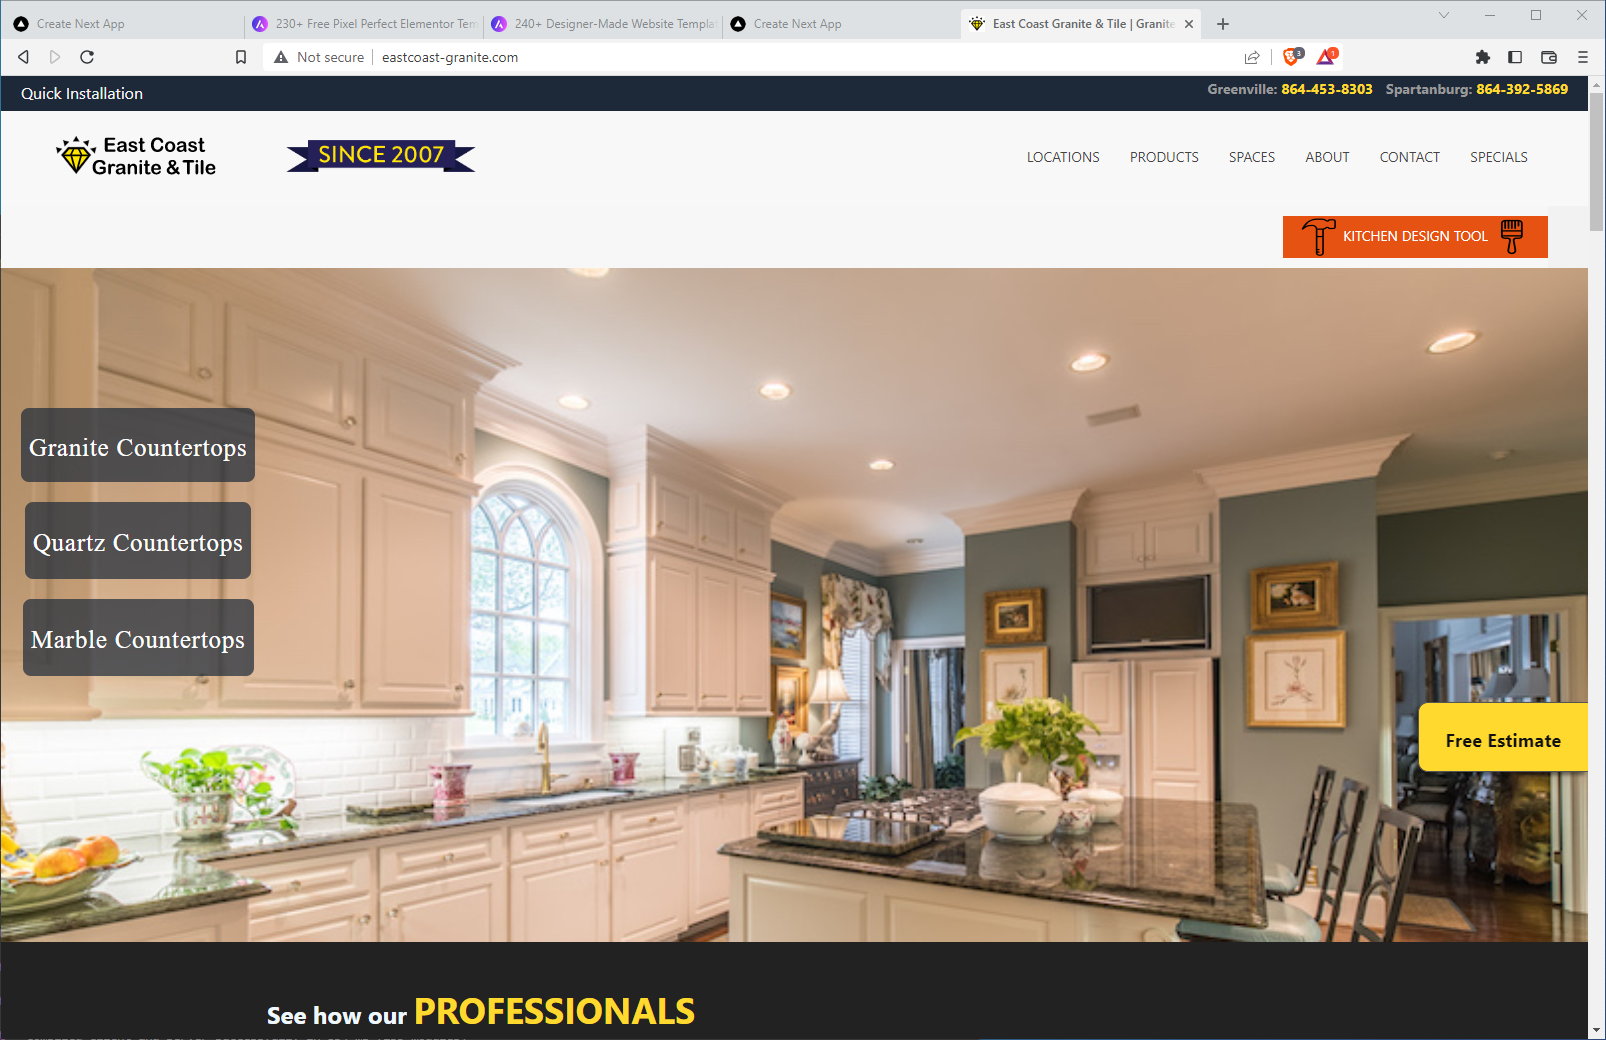 Create Next App
230+ Free Pixel Perfect Elementor Tem
240+ Designer-Made Website Templa
Create Next App
East Coast Granite & Tile | Granite
Not secure
eastcoast-granite.com
3
1
Quick Installation
Greenville: 864-453-8303 Spartanburg: 864-392-5869
East Coast
Granite & Tile
SINCE 2007
LOCATIONS
PRODUCTS
SPACES
ABOUT
CONTACT
SPECIALS
KITCHEN DESIGN TOOL
Granite Countertops
Quartz Countertops
Marble Countertops
Free Estimate
See how our PROFESSIONALS